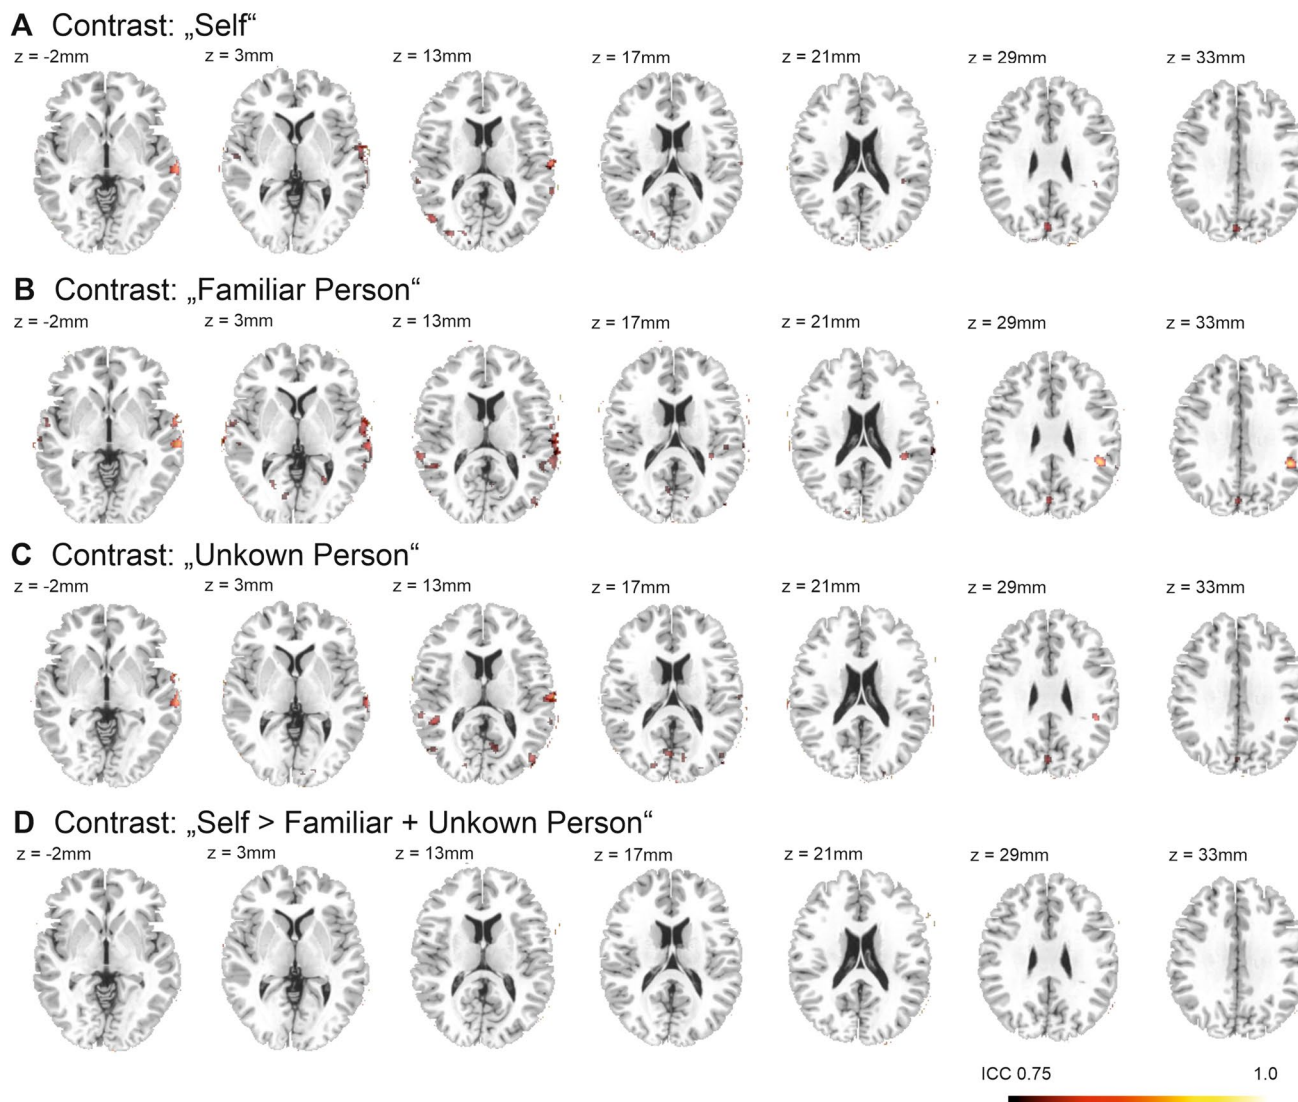 A Contrast: „Self“
z = -2mm z = 3mm z = 13mm z = 17mm z = 21mm z = 29mm z = 33mm
B Contrast: „Familiar Person“
z = -2mm z = 3mm z = 13mm z = 17mm z = 21mm z = 29mm z = 33mm
C Contrast: „Unkown Person“
z = -2mm z = 3mm z = 13mm z = 17mm z = 21mm z = 29mm z = 33mm
D Contrast: „Self > Familiar + Unkown Person“
z = -2mm z = 3mm z = 13mm z = 17mm z = 21mm z = 29mm z = 33mm
ICC 0.75 1.0